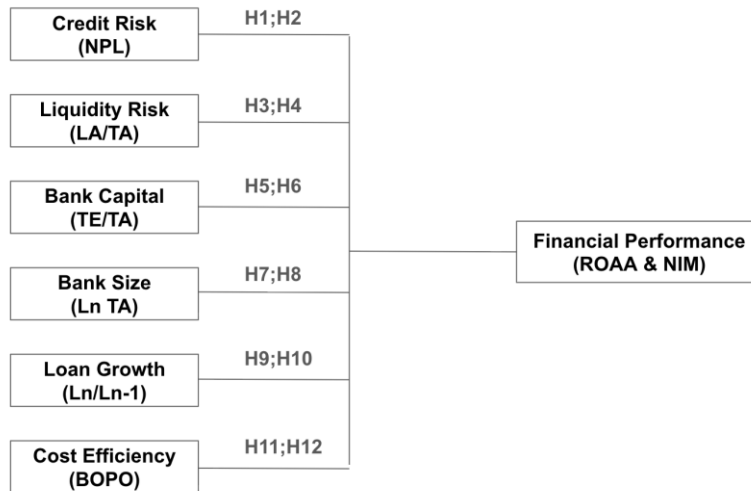 Credit Risk
(NPL)
H1;H2
Liquidity Risk
(LA/TA)
H3;H4
Bank Capital
(TE/TA)
H5;H6
Financial Performance
(ROAA & NIM)
Bank Size
(Ln TA)
H7;H8
Loan Growth
(Ln/Ln-1)
H9;H10
Cost Efficiency
(BOPO)
H11;H12